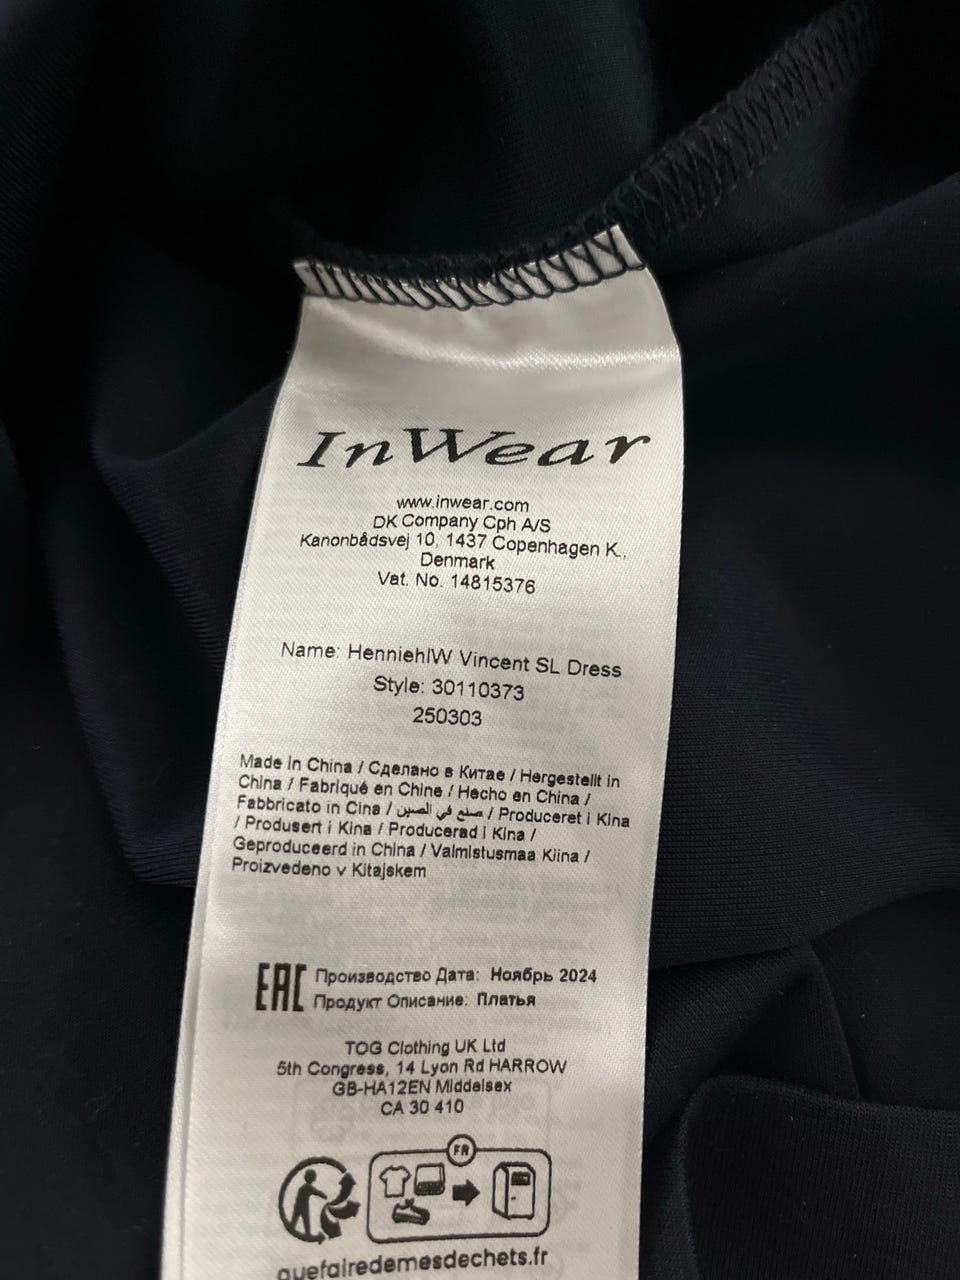 InWear
www.inwear.com
DK Company Cph A/S
Kanonbådsvej 10, 1437 Copenhagen K.,
Denmark
Vat. No. 14815376
Name: HenniehIW Vincent SL Dress
Style: 30110373
250303
Made in China / Сделано в Китае / Hergestellt in
China / Fabriqué en Chine / Hecho en China /
Fabbricato in Cina / صنع في الصين / Produceret i Kina
/ Produsert i Kina / Producerad i Kina /
Geproduceerd in China / Valmistusmaa Kiina /
Proizvedeno v Kitajskem
EAC Производство Дата: Ноябрь 2024
Продукт Описание: Платья
TOG Clothing UK Ltd
5th Congress, 14 Lyon Rd HARROW
GB-HA12EN Middelsex
CA 30 410
FR
quefairedemesdechets.fr